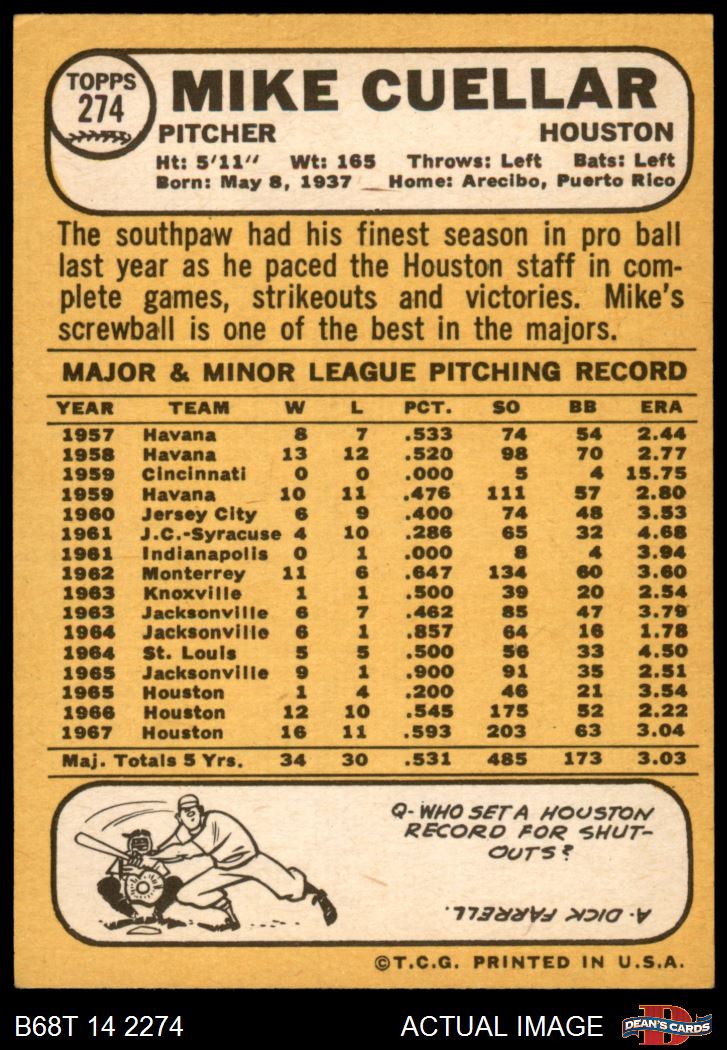 TOPPS
274
MIKE CUELLAR
PITCHER HOUSTON
Ht: 5'11" Wt: 165 Throws: Left Bats: Left
Born: May 8, 1937 Home: Arecibo, Puerto Rico
The southpaw had his finest season in pro ball
last year as he paced the Houston staff in com-
plete games, strikeouts and victories. Mike's
screwball is one of the best in the majors.
MAJOR & MINOR LEAGUE PITCHING RECORD
YEAR TEAM W L PCT. SO BB ERA
1957 Havana 8 7 .533 74 54 2.44
1958 Havana 13 12 .520 98 70 2.77
1959 Cincinnati 0 0 .000 5 4 15.75
1959 Havana 10 11 .476 111 57 2.80
1960 Jersey City 6 9 .400 74 48 3.53
1961 J.C.-Syracuse 4 10 .286 65 32 4.68
1961 Indianapolis 0 1 .000 8 4 3.94
1962 Monterrey 11 6 .647 134 60 3.60
1963 Knoxville 1 1 .500 39 20 2.54
1963 Jacksonville 6 7 .462 85 47 3.79
1964 Jacksonville 6 1 .857 64 16 1.78
1964 St. Louis 5 5 .500 56 33 4.50
1965 Jacksonville 9 1 .900 91 35 2.51
1965 Houston 1 4 .200 46 21 3.54
1966 Houston 12 10 .545 175 52 2.22
1967 Houston 16 11 .593 203 63 3.04
Maj. Totals 5 Yrs. 34 30 .531 485 173 3.03
Q- WHO SET A HOUSTON
RECORD FOR SHUT-
OUTS?
A- DICK FARRELL.
©T.C.G. PRINTED IN U.S.A.
B68T 14 2274 ACTUAL IMAGE
D
DEAN'S CARDS